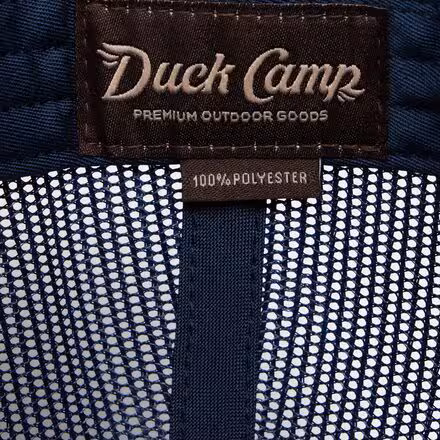 Duck Camp
PREMIUM OUTDOOR GOODS
100% POLYESTER